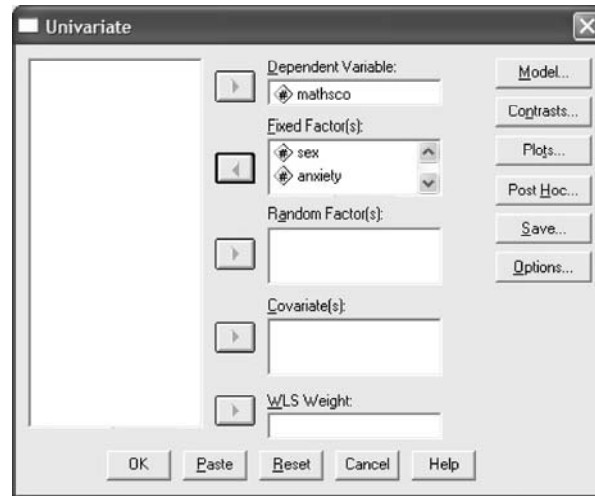 Univariate
Dependent Variable:
mathsco
Fixed Factor(s):
sex
anxiety
Random Factor(s):
Covariate(s):
WLS Weight:
Model...
Contrasts...
Plots...
Post Hoc...
Save...
Options...
OK
Paste
Reset
Cancel
Help